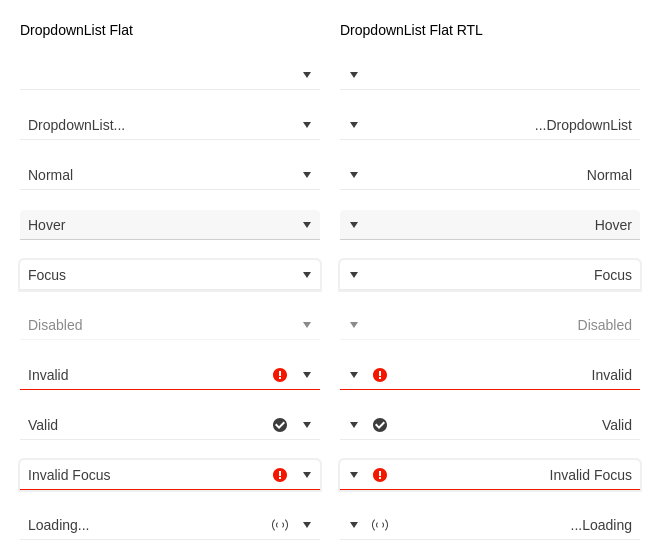 DropdownList Flat
DropdownList Flat RTL
DropdownList...
...DropdownList
Normal
Normal
Hover
Hover
Focus
Focus
Disabled
Disabled
Invalid
Invalid
Valid
Valid
Invalid Focus
Invalid Focus
Loading...
...Loading